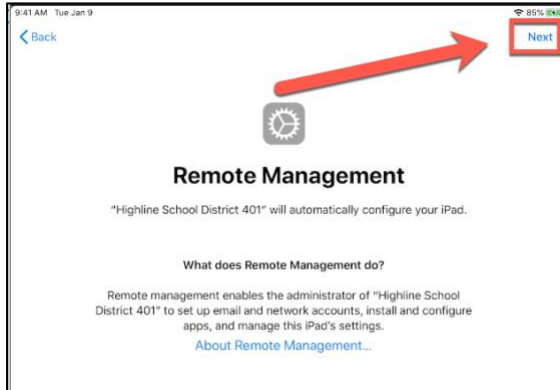 9:41 AM Tue Jan 9
85%
Back
Next
Remote Management
"Highline School District 401" will automatically configure your iPad.
What does Remote Management do?
Remote management enables the administrator of "Highline School
District 401" to set up email and network accounts, install and configure
apps, and manage this iPad's settings.
About Remote Management...